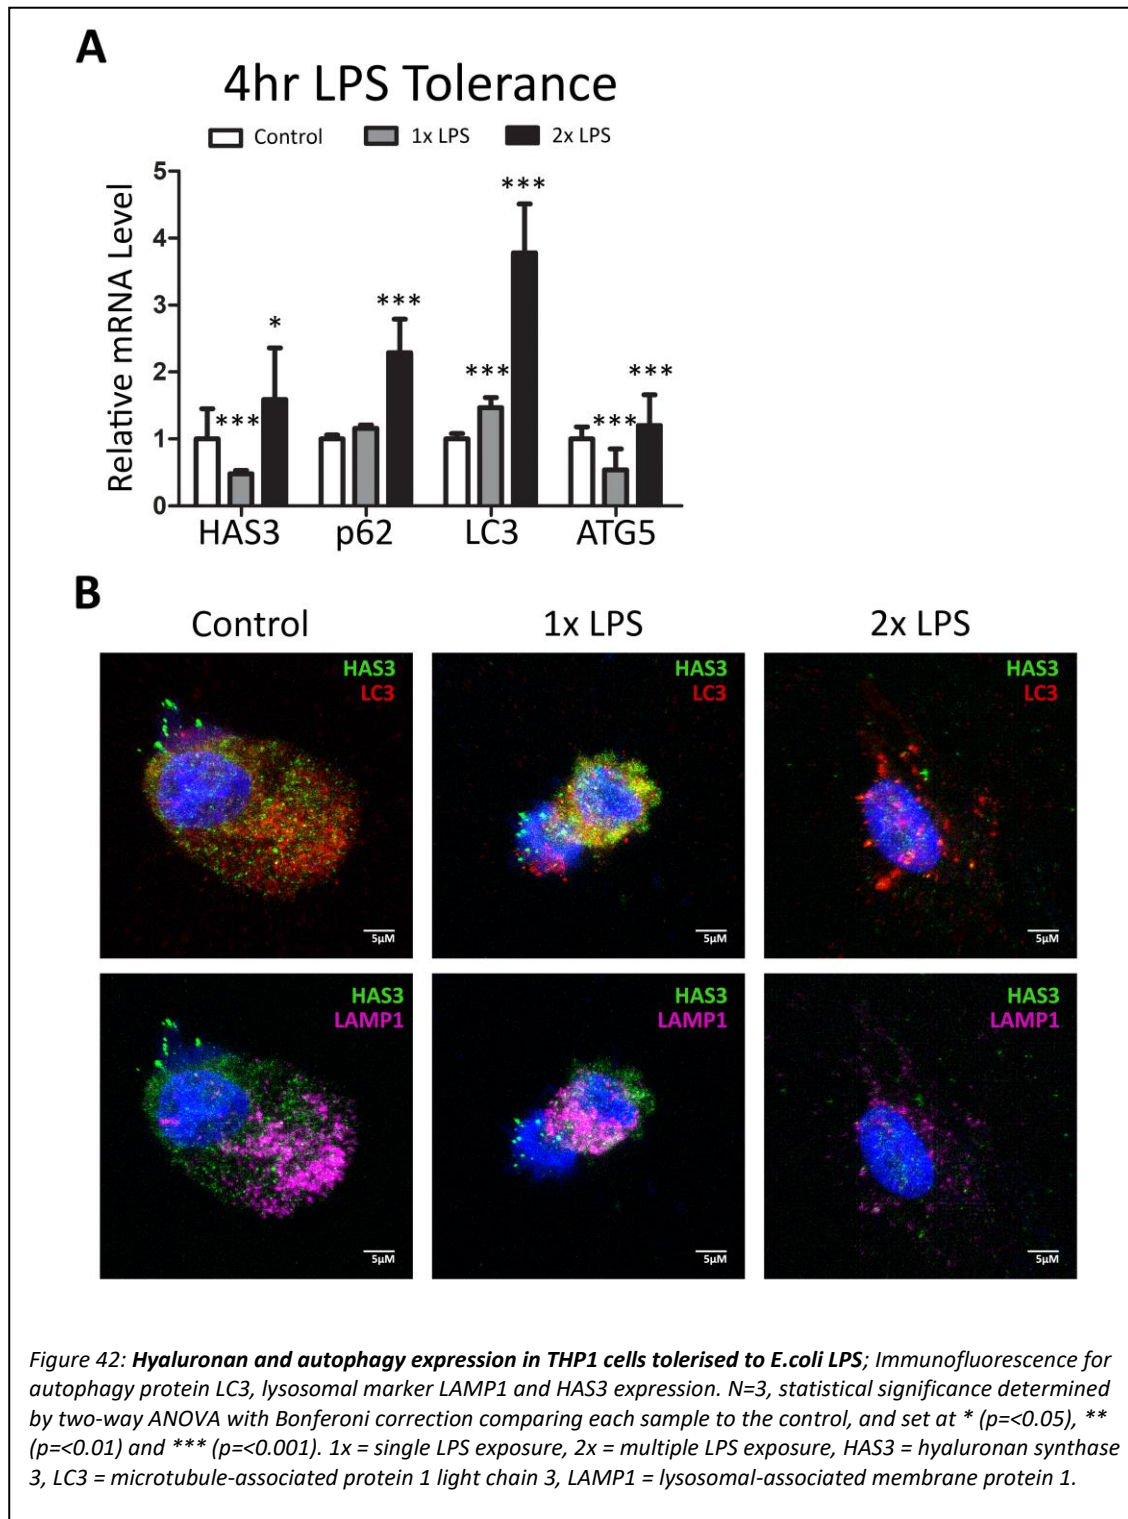 A
4hr LPS Tolerance
Control 1x LPS 2x LPS
Relative mRNA Level
5
4
3
2
1
0
***
***
*
***
***
***
***
HAS3 p62 LC3 ATG5
B
Control 1x LPS 2x LPS
HAS3 HAS3 HAS3
LC3 LC3 LC3
5µM 5µM 5µM
HAS3 HAS3 HAS3
LAMP1 LAMP1 LAMP1
5µM 5µM 5µM
Figure 42: Hyaluronan and autophagy expression in THP1 cells tolerised to E.coli LPS; Immunofluorescence for
autophagy protein LC3, lysosomal marker LAMP1 and HAS3 expression. N=3, statistical significance determined
by two-way ANOVA with Bonferoni correction comparing each sample to the control, and set at * (p=<0.05), **
(p=<0.01) and *** (p=<0.001). 1x = single LPS exposure, 2x = multiple LPS exposure, HAS3 = hyaluronan synthase
3, LC3 = microtubule-associated protein 1 light chain 3, LAMP1 = lysosomal-associated membrane protein 1.